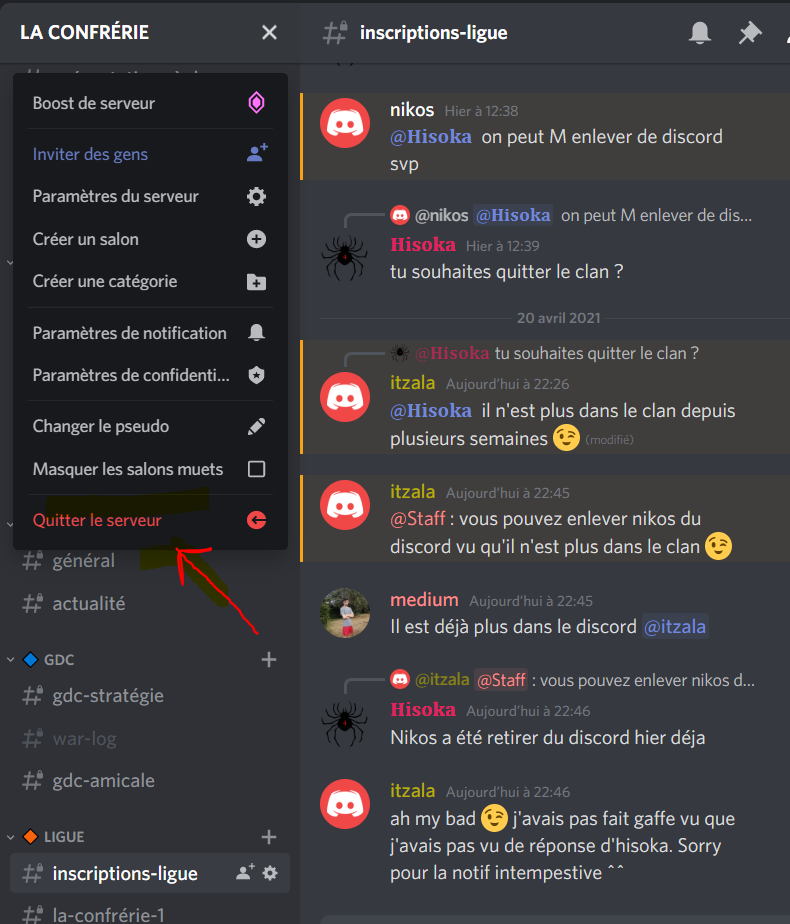 LA CONFRÉRIE
Boost de serveur
Inviter des gens
Paramètres du serveur
Créer un salon
Créer une catégorie
Paramètres de notification
Paramètres de confidenti...
Changer le pseudo
Masquer les salons muets
Quitter le serveur
général
actualité
GDC
gdc-stratégie
war-log
gdc-amicale
LIGUE
inscriptions-ligue
la-confrérie-1
inscriptions-ligue
nikos Hier à 12:38
@Hisoka on peut M enlever de discord
svp
@nikos @Hisoka on peut M enlever de dis...
Hisoka Hier à 12:39
tu souhaites quitter le clan ?
20 avril 2021
@Hisoka tu souhaites quitter le clan ?
itzala Aujourd'hui à 22:26
@Hisoka il n'est plus dans le clan depuis
plusieurs semaines 😉 (modifié)
itzala Aujourd'hui à 22:45
@Staff : vous pouvez enlever nikos du
discord vu qu'il n'est plus dans le clan 😉
medium Aujourd'hui à 22:45
Il est déjà plus dans le discord @itzala
@itzala @Staff : vous pouvez enlever nikos d...
Hisoka Aujourd'hui à 22:46
Nikos a été retirer du discord hier déja
itzala Aujourd'hui à 22:46
ah my bad 😉 j'avais pas fait gaffe vu que
j'avais pas vu de réponse d'hisoka. Sorry
pour la notif intempestive ^^